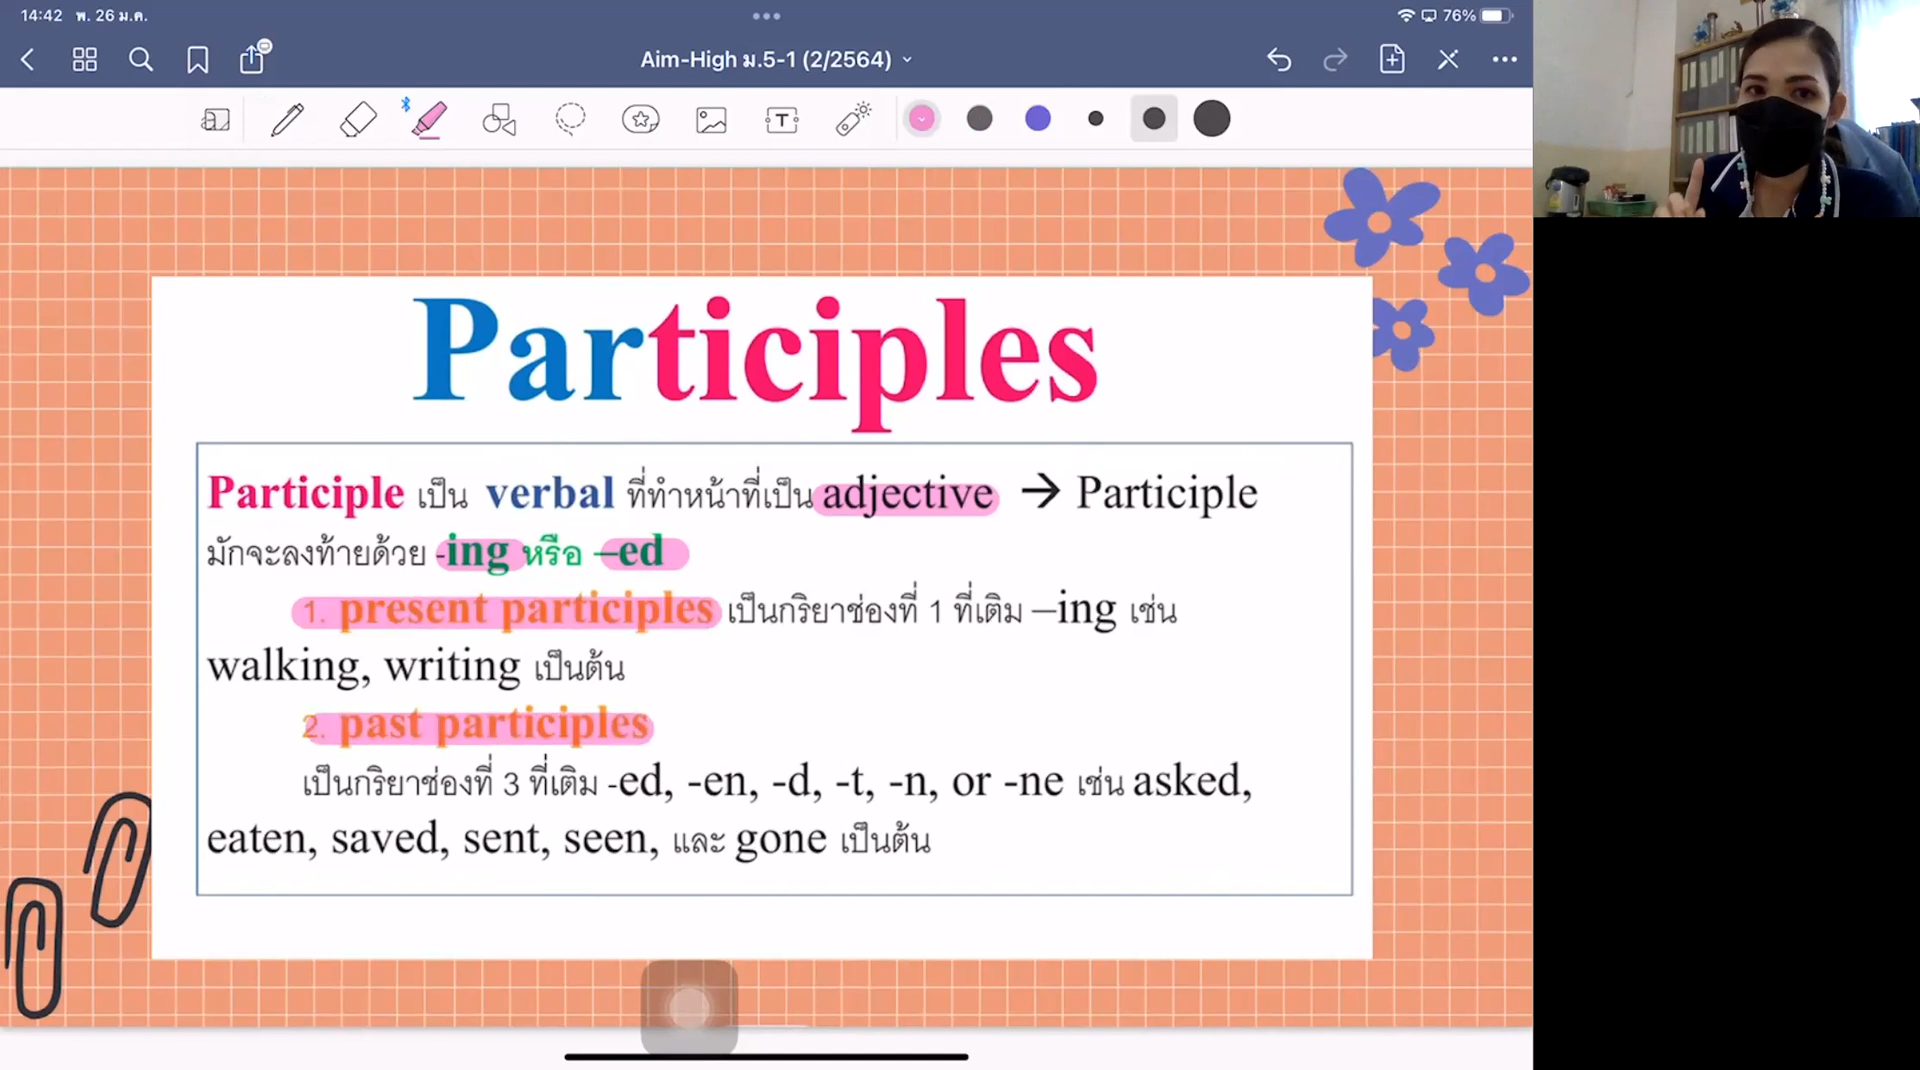 14:42 พ. 26 ม.ค.
76%
Aim-High ม.5-1 (2/2564)
Participles
Participle เป็น verbal ที่ทำหน้าที่เป็น adjective → Participle
มักจะลงท้ายด้วย -ing หรือ –ed
1. present participles เป็นกริยาช่องที่ 1 ที่เติม –ing เช่น
walking, writing เป็นต้น
2. past participles
เป็นกริยาช่องที่ 3 ที่เติม -ed, -en, -d, -t, -n, or -ne เช่น asked,
eaten, saved, sent, seen, และ gone เป็นต้น